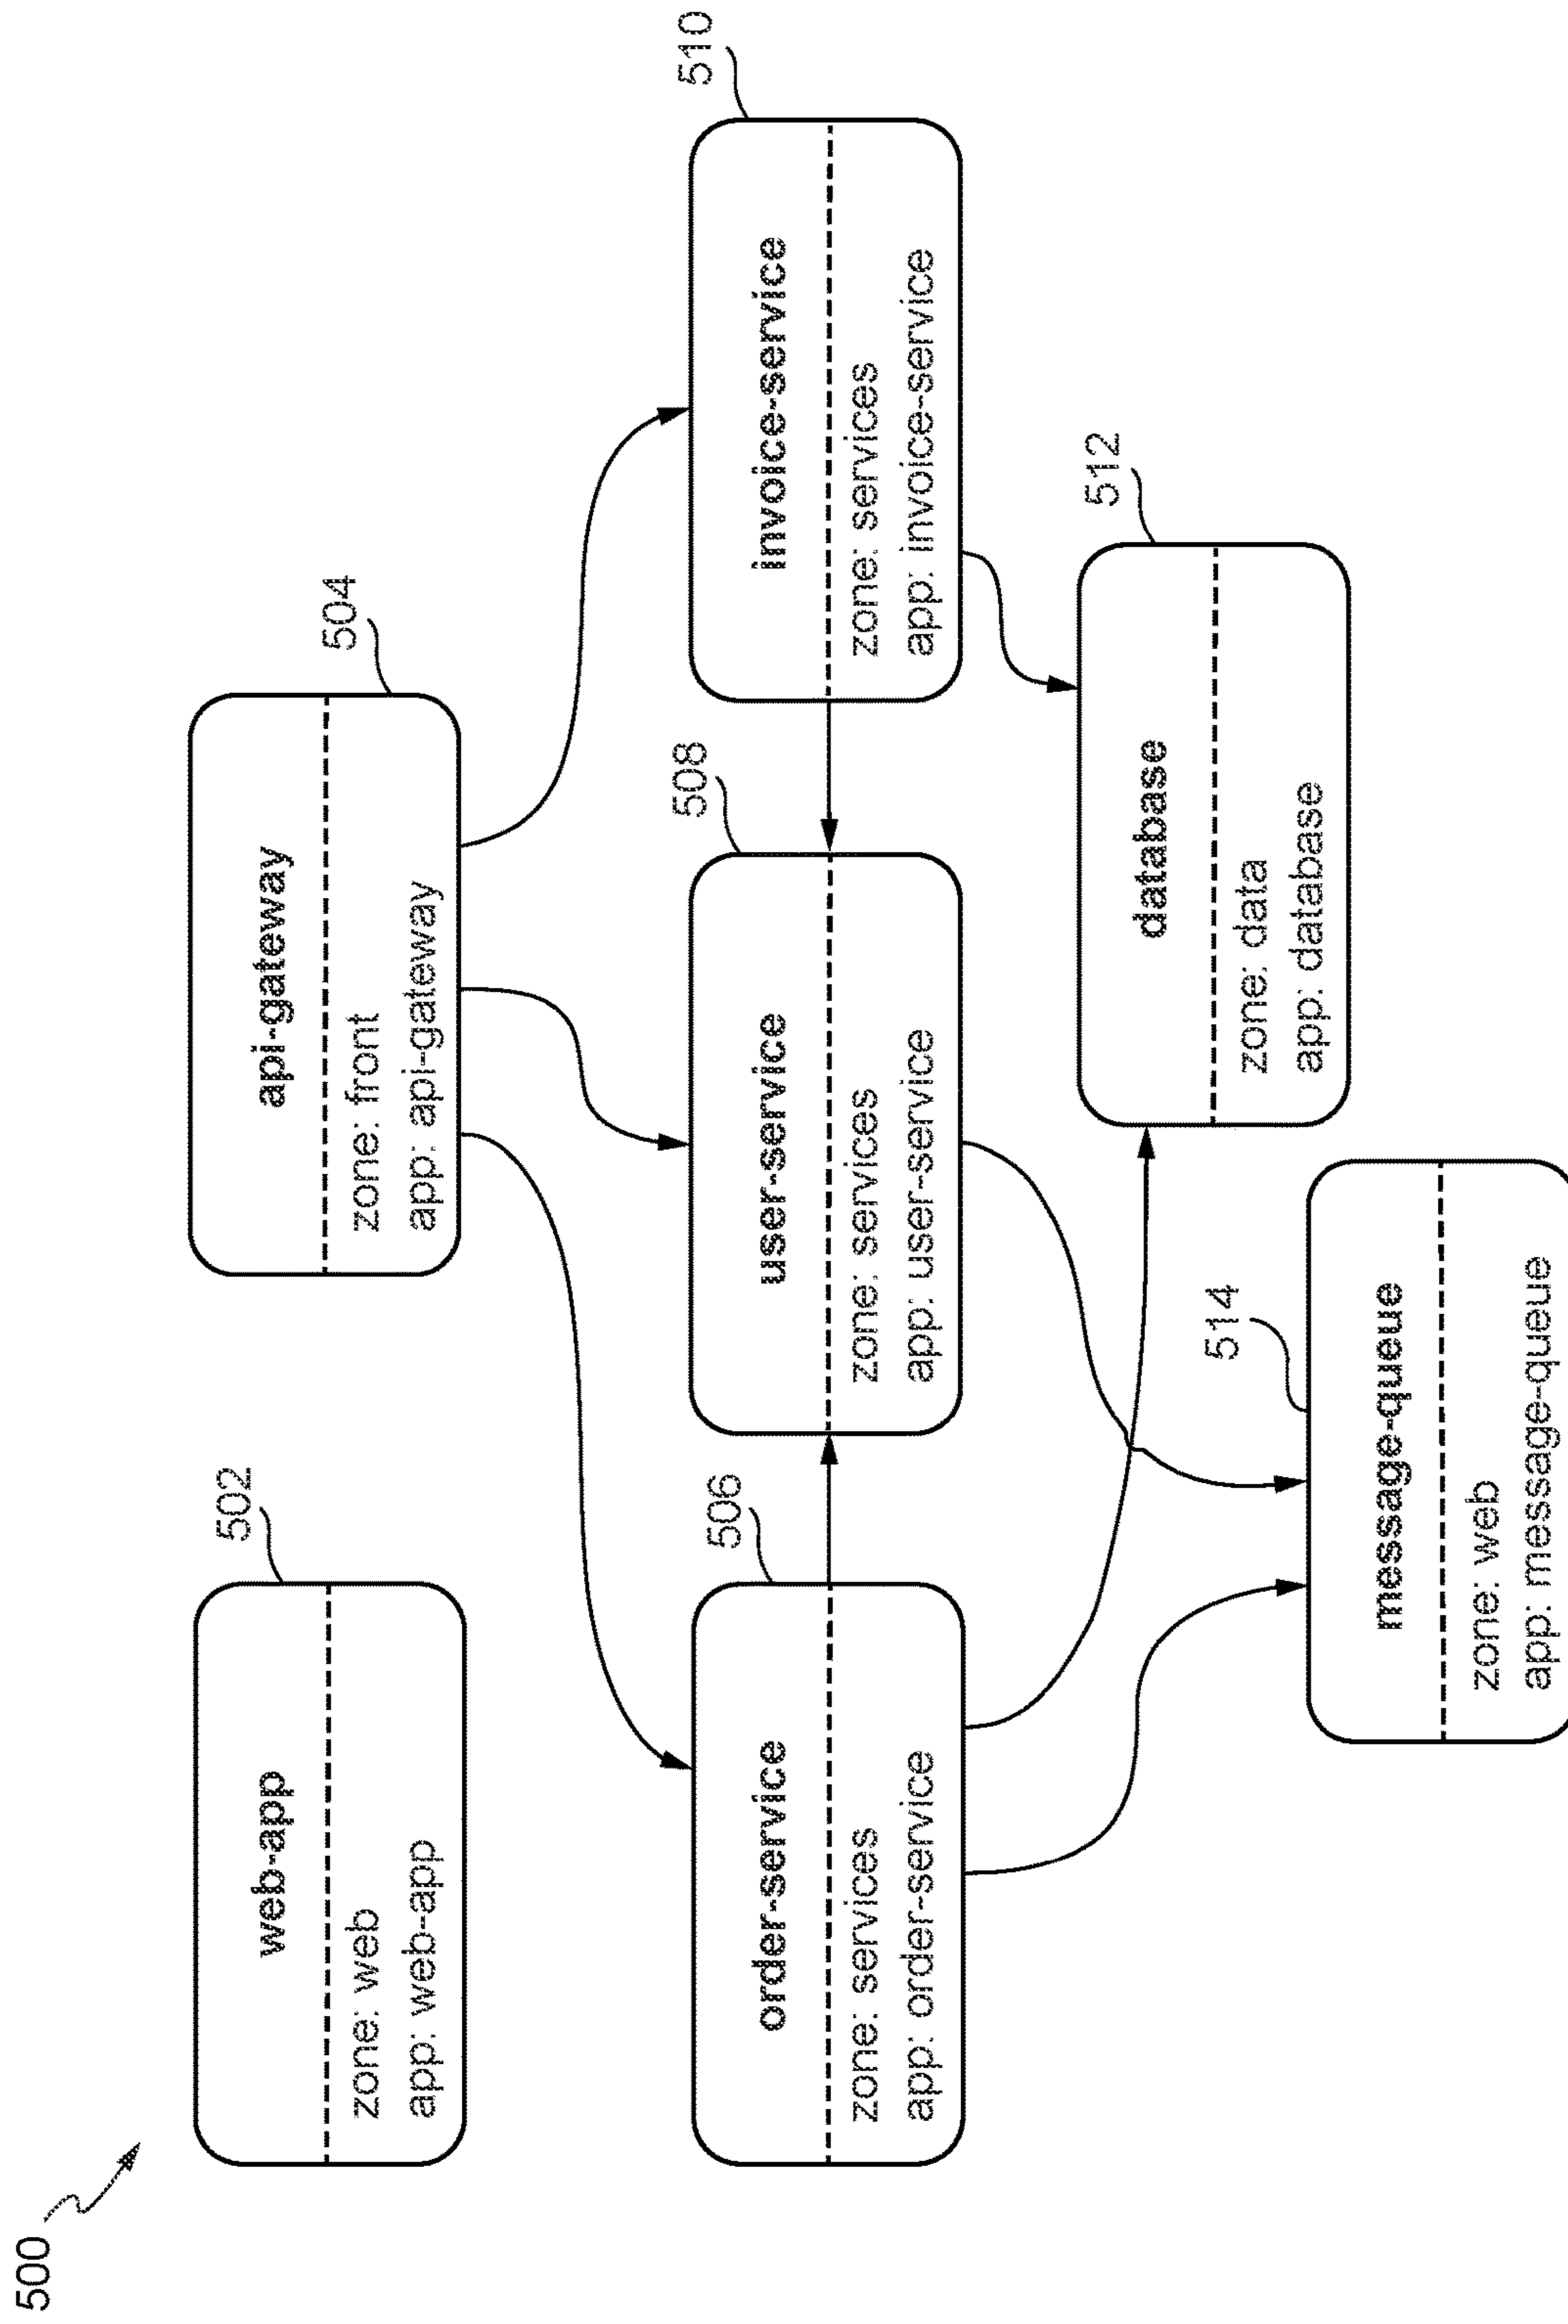 500
502
web-app
zone: web
app: web-app
504
api-gateway
zone: front
app: api-gateway
506
order-service
zone: services
app: order-service
508
user-service
zone: services
app: user-service
510
invoice-service
zone: services
app: invoice-service
512
database
zone: data
app: database
514
message-queue
zone: web
app: message-queue